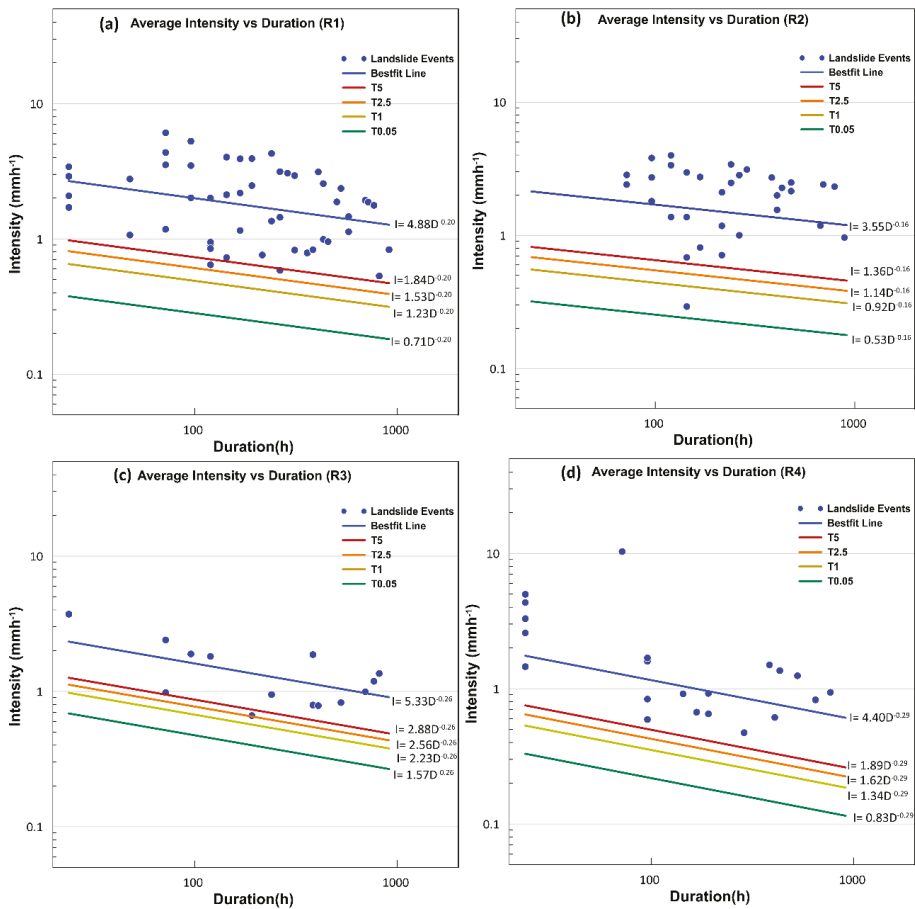 (a) Average Intensity vs Duration (R1)
Landslide Events
Bestfit Line
T5
T2.5
T1
T0.05
10
1
0.1
Intensity (mmh-1)
I= 4.88D-0.20
I= 1.84D-0.20
I= 1.53D-0.20
I= 1.23D-0.20
I= 0.71D-0.20
100
1000
Duration(h)
(b) Average Intensity vs Duration (R2)
Landslide Events
Bestfit Line
T5
T2.5
T1
T0.05
10
1
0.1
Intensity (mmh-1)
I= 3.55D-0.16
I= 1.36D-0.16
I= 1.14D-0.16
I= 0.92D-0.16
I= 0.53D-0.16
100
1000
Duration(h)
(c) Average Intensity vs Duration (R3)
Landslide Events
Bestfit Line
T5
T2.5
T1
T0.05
10
1
0.1
Intensity (mmh-1)
I= 5.33D-0.26
I= 2.88D-0.26
I= 2.56D-0.26
I= 2.23D-0.26
I= 1.57D-0.26
100
1000
Duration(h)
(d) Average Intensity vs Duration (R4)
Landslide Events
Bestfit Line
T5
T2.5
T1
T0.05
10
1
0.1
Intensity (mmh-1)
I= 4.40D-0.29
I= 1.89D-0.29
I= 1.62D-0.29
I= 1.34D-0.29
I= 0.83D-0.29
100
1000
Duration(h)